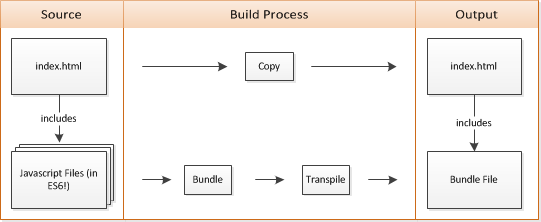 Source
Build Process
Output
index.html
Copy
index.html
includes
includes
Javascript Files (in
ES6!)
Bundle
Transpile
Bundle File